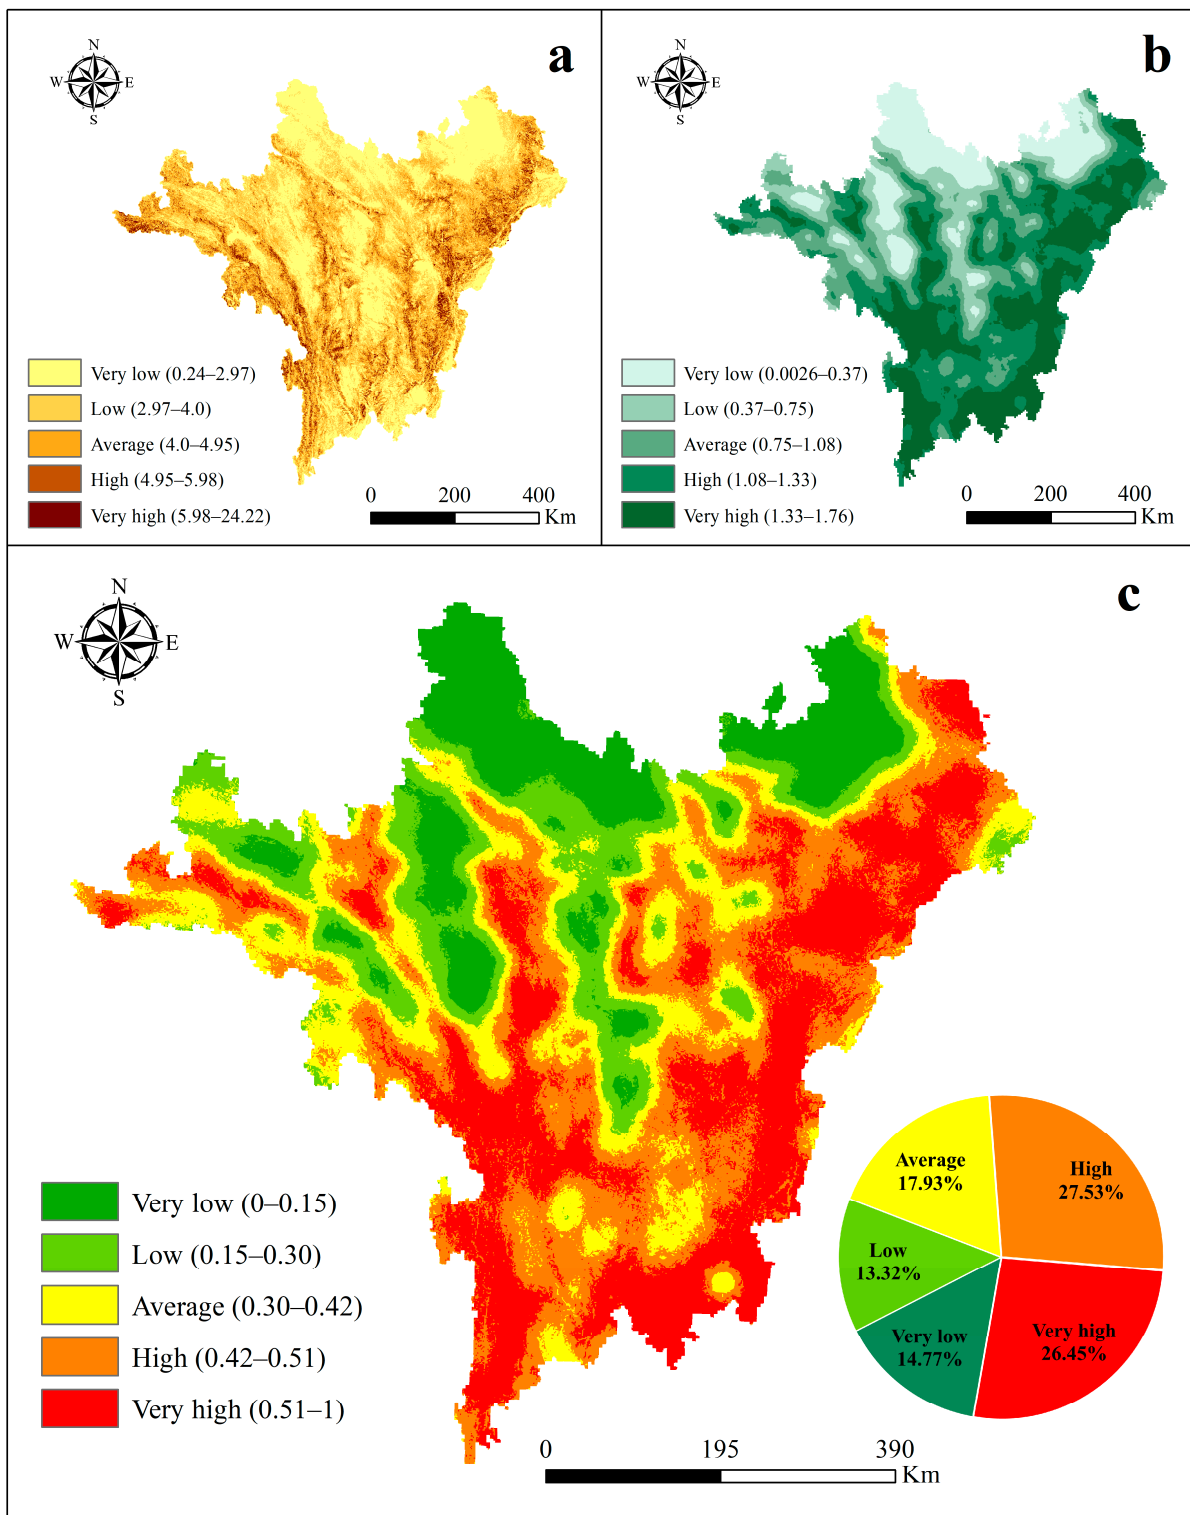 N
W E
S
a
Very low (0.24–2.97)
Low (2.97–4.0)
Average (4.0–4.95)
High (4.95–5.98)
Very high (5.98–24.22)
0 200 400
Km
N
W E
S
b
Very low (0.0026–0.37)
Low (0.37–0.75)
Average (0.75–1.08)
High (1.08–1.33)
Very high (1.33–1.76)
0 200 400
Km
N
W E
S
c
Very low (0–0.15)
Low (0.15–0.30)
Average (0.30–0.42)
High (0.42–0.51)
Very high (0.51–1)
Average
17.93%
High
27.53%
Low
13.32%
Very low
14.77%
Very high
26.45%
0 195 390
Km